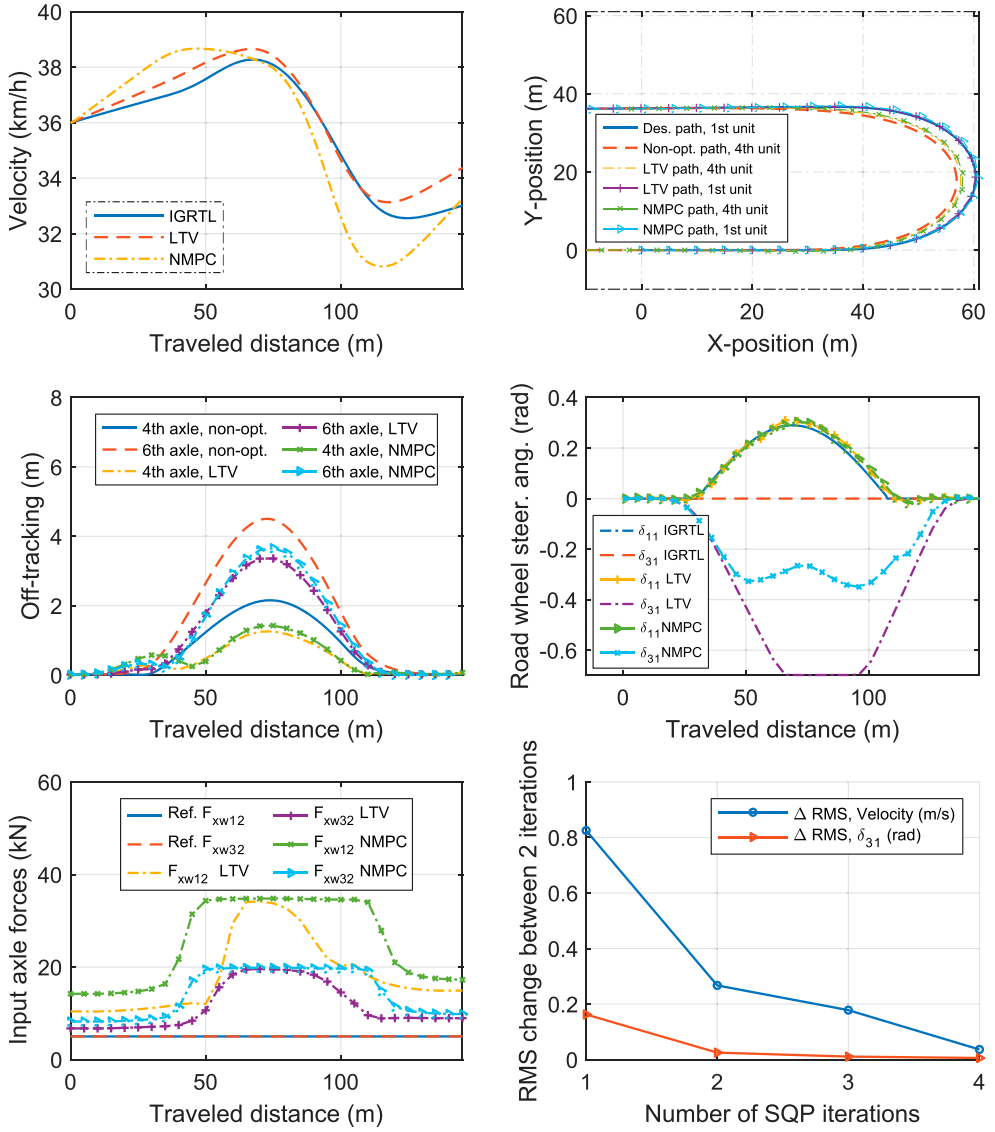 40
38
36
34
32
30
Velocity (km/h)
IGRTL
LTV
NMPC
0
50
100
Traveled distance (m)
60
40
20
0
Y-position (m)
Des. path, 1st unit
Non-opt. path, 4th unit
LTV path, 4th unit
LTV path, 1st unit
NMPC path, 4th unit
NMPC path, 1st unit
0
20
40
60
X-position (m)
8
6
4
2
0
Off-tracking (m)
4th axle, non-opt.
6th axle, non-opt.
4th axle, LTV
6th axle, LTV
4th axle, NMPC
6th axle, NMPC
0
50
100
Traveled distance (m)
0.4
0.2
0
-0.2
-0.4
-0.6
Road wheel steer. ang. (rad)
δ11 IGRTL
δ31 IGRTL
δ11 LTV
δ31 LTV
δ11NMPC
δ31NMPC
0
50
100
Traveled distance (m)
60
40
20
0
Input axle forces (kN)
Ref. Fxw12
Ref. Fxw32
Fxw12 LTV
Fxw32 LTV
Fxw12 NMPC
Fxw32 NMPC
0
50
100
Traveled distance (m)
1
0.8
0.6
0.4
0.2
0
RMS change between 2 iterations
Δ RMS, Velocity (m/s)
Δ RMS, δ31 (rad)
1
2
3
4
Number of SQP iterations